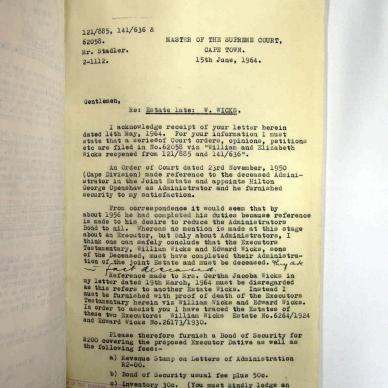 121/885, 141/636 &
62058.
MASTER OF THE SUPREME COURT,
Mr. Stadler.
CAPE TOWN.
2-1112.
15th June, 1964.
Gentlemen,
Re: Estate late: W. WICKS.
I acknowledge receipt of your letter herein
dated 14th May, 1964. For your information I must
state that a series of Court orders, opinions, petitions
etc are filed in No.62058 viz "William and Elizabeth
Wicks reopened from 121/885 and 141/636".
An Order of Court dated 23rd November, 1950
(Cape Division) made reference to the deceased Admini-
strator in the Joint Estate and appointe Hilton
George Openshaw as Administrator and he furnished
security to my satisfaction.
From correspondence it would seem that by
about 1956 he had completed his duties because reference
is made to his desire to reduce the Administrators
Bond to nil. Whereas no mention is made at this stage
about an Executor, but only about Administrators, I
think one can safely conclude that the Executors
Testamentary, William Wicks and Edward Wicks, sons
of the Deceased, must have completed their Administra-
tion of the joint Estate and must be deceased. They are
in fact deceased.
Reference made to Mrs. Gertha Jacoba Wicks in
my letter dated 19th March, 1964 must be disregarded
as this refers to another Estate Wicks. Instead I
must be furnished with proof of death of the Executors
Testamentary herein viz William Wicks and Edward Wicks.
In order to assist you I have traced the Estates of
these two Executors: William Wicks Estate No.6264/1924
and Edward Wicks No.26173/1930.
Please therefore furnish a Bond of Security for
R200 covering the proposed Executor Dative as well as
the following fees:-
a) Revenue Stamp on Letters of Administration
R2-00.
b) Bond of Security usual fee plus 50c.
c) Inventory 30c. (You must kindly lodge an